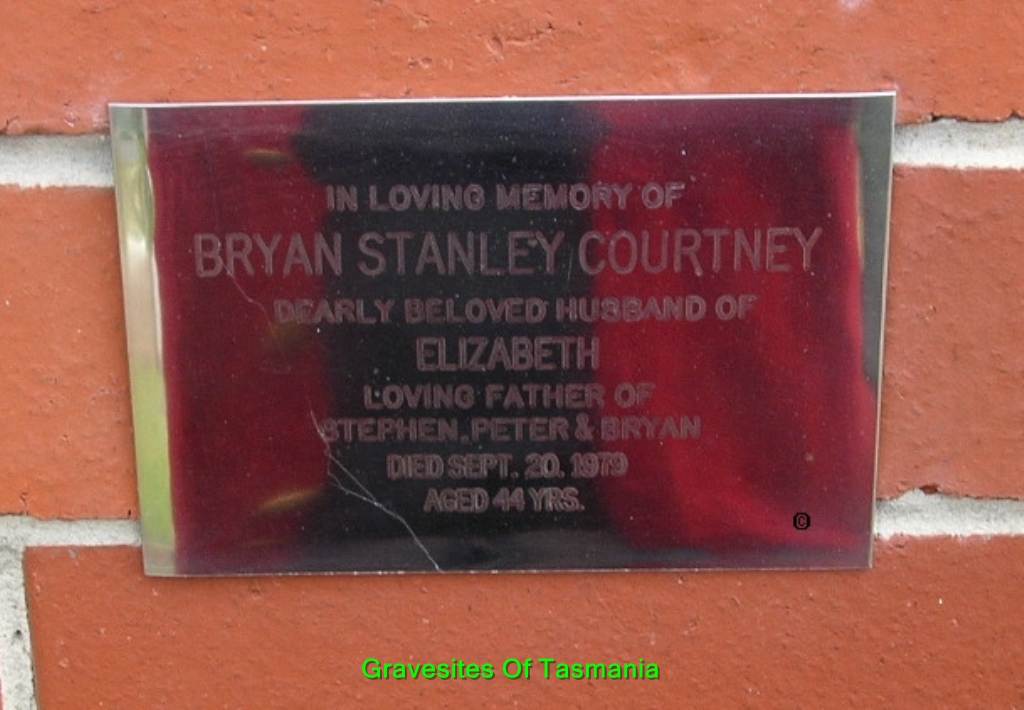 IN LOVING MEMORY OF
BRYAN STANLEY COURTNEY
DEARLY BELOVED HUSBAND OF
ELIZABETH
LOVING FATHER OF
STEPHEN, PETER & BRYAN
DIED SEPT. 20. 1979
AGED 44 YRS.
©
Gravesites Of Tasmania